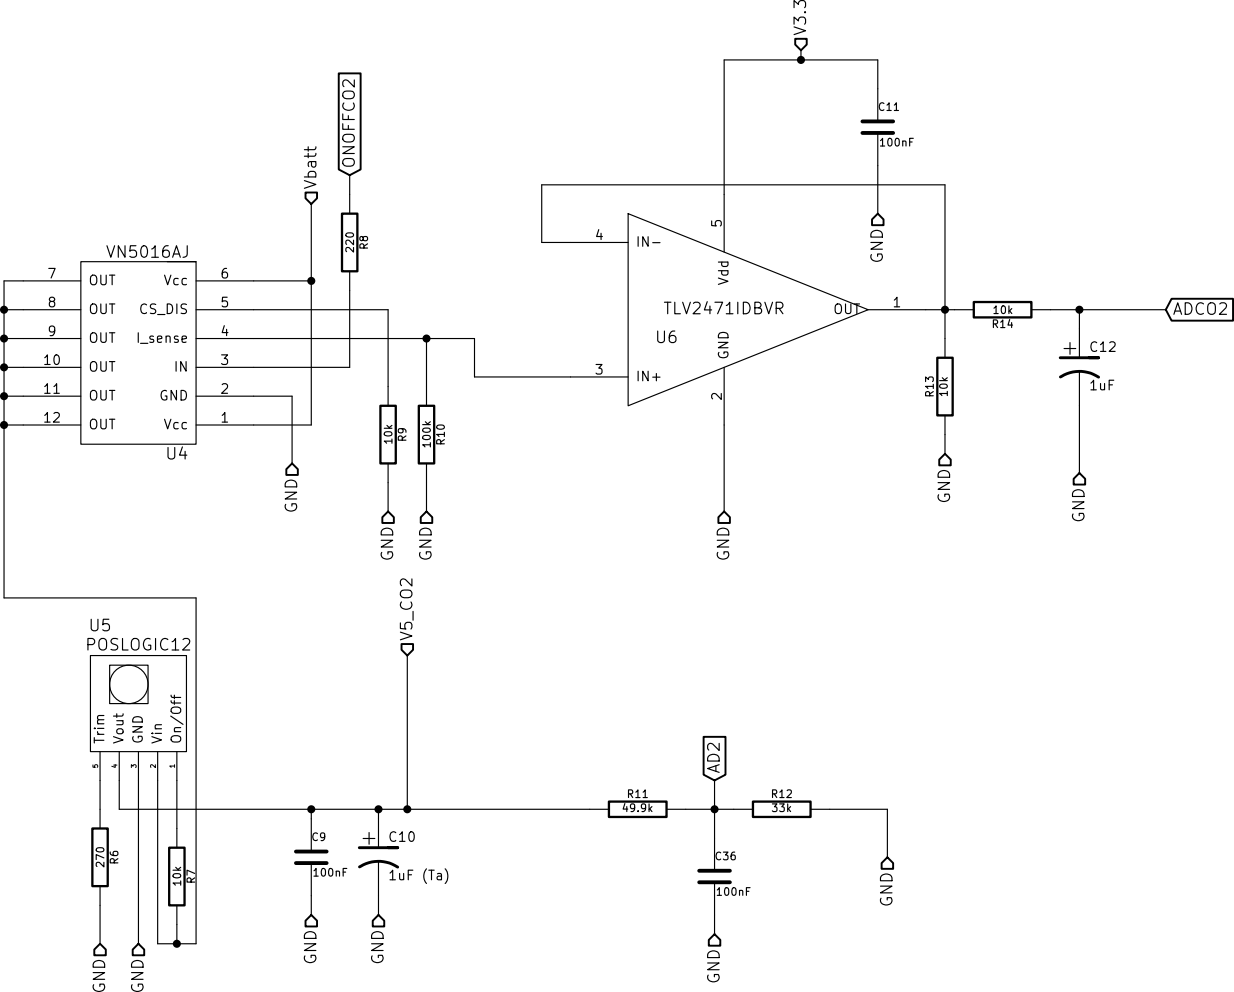 V3.3
C11
100nF
GND
ONOFFCO2
Vbatt
220
R8
VN5016AJ
7 OUT Vcc 6
8 OUT CS_DIS 5
9 OUT I_sense 4
10 OUT IN 3
11 OUT GND 2
12 OUT Vcc 1
U4
GND
10k
R9
GND
100k
R10
GND
4 IN-
5
Vdd
TLV2471IDBVR
U6
OUT 1
GND
2
3 IN+
GND
10k
R14
ADCO2
R13
10k
GND
C12
1uF
GND
V5_CO2
U5
POSLOGIC12
Trim
Vout
GND
Vin
On/Off
5
4
3
2
1
270
R6
GND
GND
10k
R7
C9
100nF
GND
C10
1uF (Ta)
GND
R11
49.9k
AD2
R12
33k
C36
100nF
GND
GND